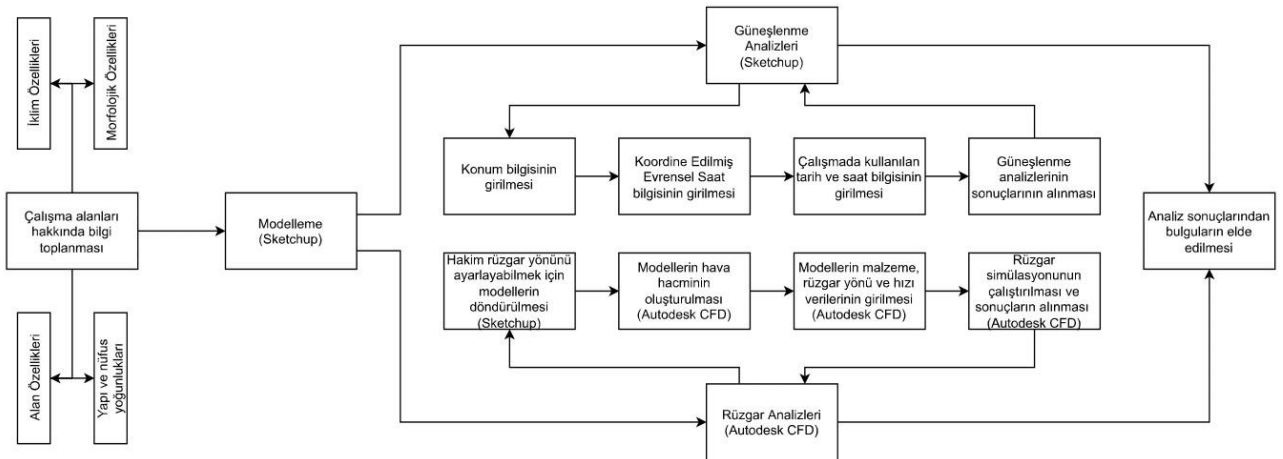 İklim Özellikleri
Morfolojik Özellikleri
Çalışma alanları
hakkında bilgi
toplanması
Alan Özellikleri
Yapı ve nüfus
yoğunlukları
Modelleme
(Sketchup)
Güneşlenme
Analizleri
(Sketchup)
Konum bilgisinin
girilmesi
Koordine Edilmiş
Evrensel Saat
bilgisinin girilmesi
Çalışmada kullanılan
tarih ve saat bilgisinin
girilmesi
Güneşlenme
analizlerinin
sonuçlarının alınması
Hakim rüzgar yönünü
ayarlayabilmek için
modellerin
döndürülmesi
(Sketchup)
Modellerin hava
hacminin
oluşturulması
(Autodesk CFD)
Modellerin malzeme,
rüzgar yönü ve hızı
verilerinin girilmesi
(Autodesk CFD)
Rüzgar
simülasyonunun
çalıştırılması ve
sonuçların alınması
(Autodesk CFD)
Rüzgar Analizleri
(Autodesk CFD)
Analiz sonuçlarından
bulguların elde
edilmesi